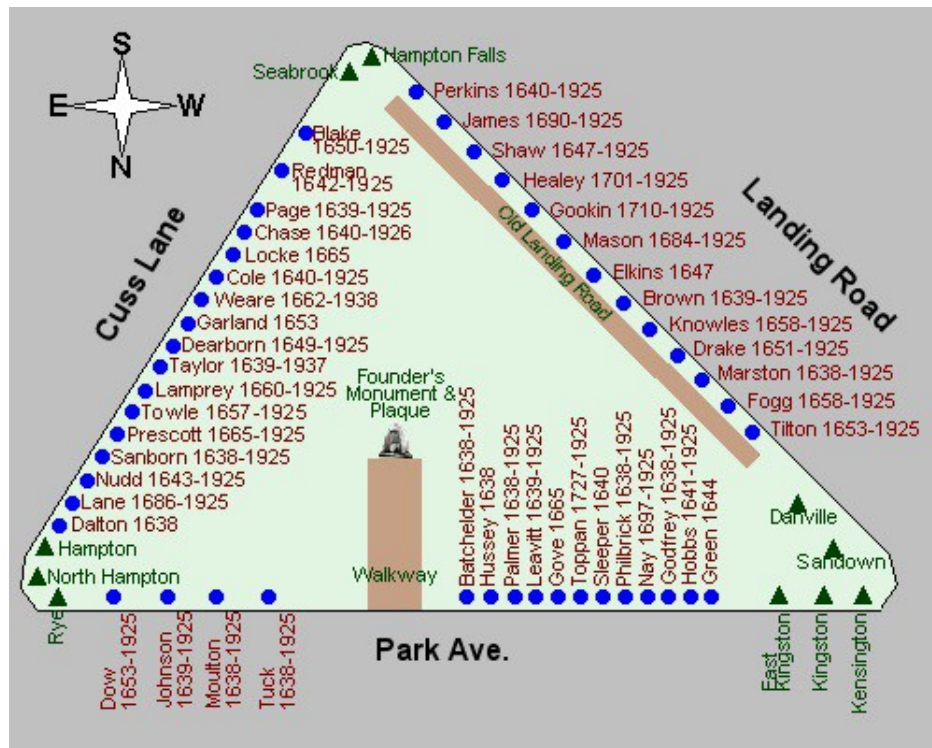 S
E
W
N
Hampton Falls
Seabrook
Perkins 1640-1925
James 1690-1925
Shaw 1647-1925
Healey 1701-1925
Gookin 1710-1925
Mason 1684-1925
Elkins 1647
Brown 1639-1925
Knowles 1658-1925
Drake 1651-1925
Marston 1638-1925
Fogg 1658-1925
Tilton 1653-1925
Landing Road
Old Landing Road
Cuss Lane
Blake
1650-1925
Redman
1642-1925
Page 1639-1925
Chase 1640-1926
Locke 1665
Cole 1640-1925
Weare 1662-1938
Garland 1653
Dearborn 1649-1925
Taylor 1639-1937
Lamprey 1660-1925
Towle 1657-1925
Prescott 1665-1925
Sanborn 1638-1925
Nudd 1643-1925
Lane 1686-1925
Dalton 1638
Hampton
North Hampton
Rye
Founder's
Monument &
Plaque
Walkway
Dow
1653-1925
Johnson
1639-1925
Moulton
1638-1925
Tuck
1638-1925
Batchelder 1638-1925
Hussey 1638
Palmer 1638-1925
Leavitt 1639-1925
Gove 1665
Toppan 1727-1925
Sleeper 1640
Philbrick 1638-1925
Nay 1697-1925
Godfrey 1638-1925
Hobbs 1641-1925
Green 1644
Danville
Sandown
East
Kingston
Kingston
Kensington
Park Ave.